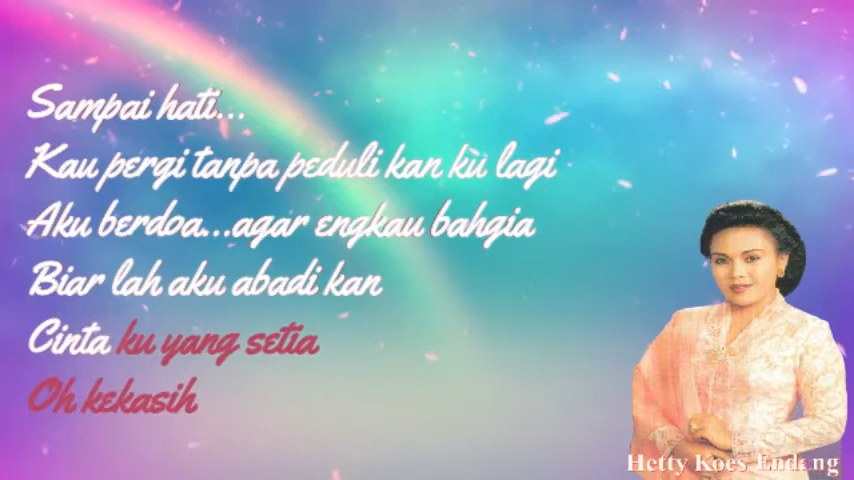 Sampai hati...
Kau pergi tanpa peduli kan ku lagi
Aku berdoa...agar engkau bahgia
Biar lah aku abadi kan
Cinta ku yang setia
Oh kekasih
Hetty Koes Endang